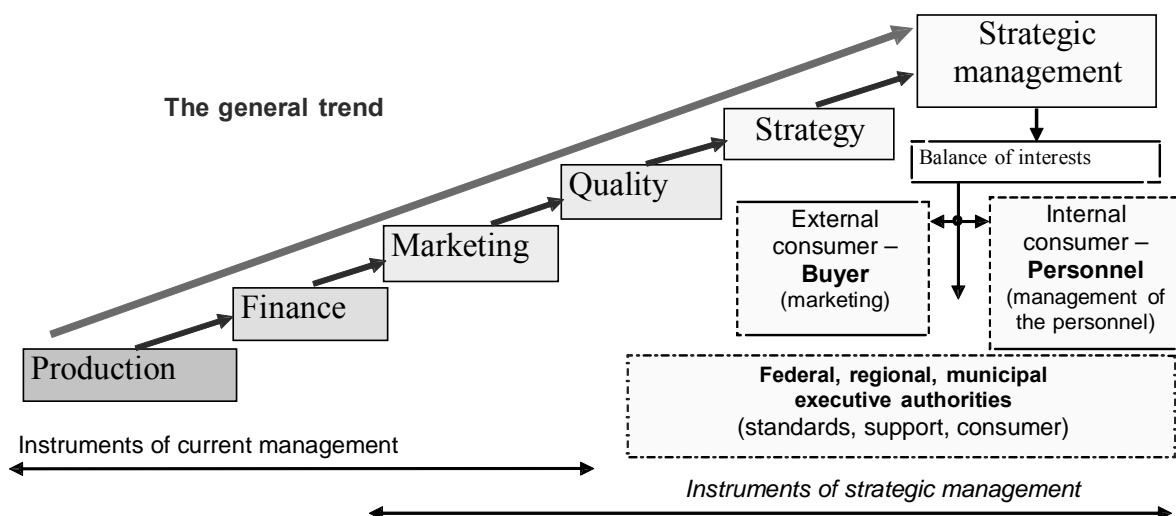 Strategic
management
The general trend
Strategy
Balance of interests
Quality
External
consumer –
Buyer
(marketing)
Internal
consumer –
Personnel
(management of
the personnel)
Marketing
Finance
Production
Federal, regional, municipal
executive authorities
(standards, support, consumer)
Instruments of current management
Instruments of strategic management